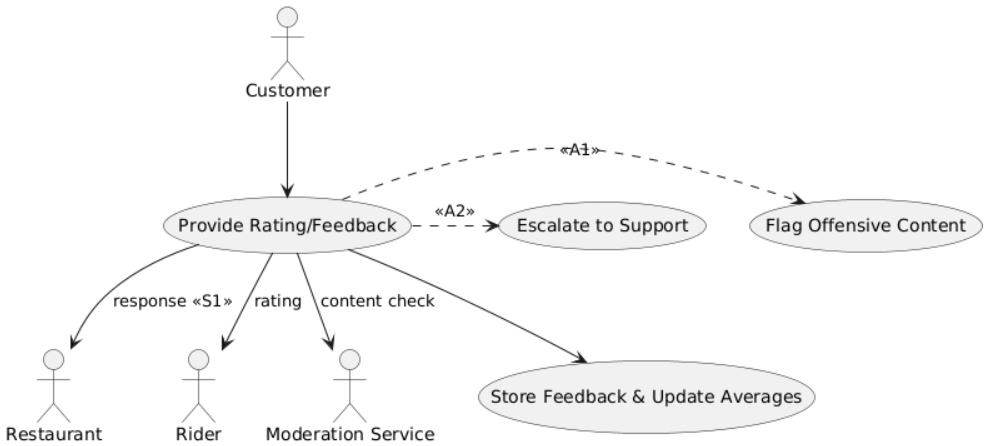 Customer
«A1»
«A2»
Provide Rating/Feedback
Escalate to Support
Flag Offensive Content
response «S1»
rating
content check
Store Feedback & Update Averages
Restaurant
Rider
Moderation Service